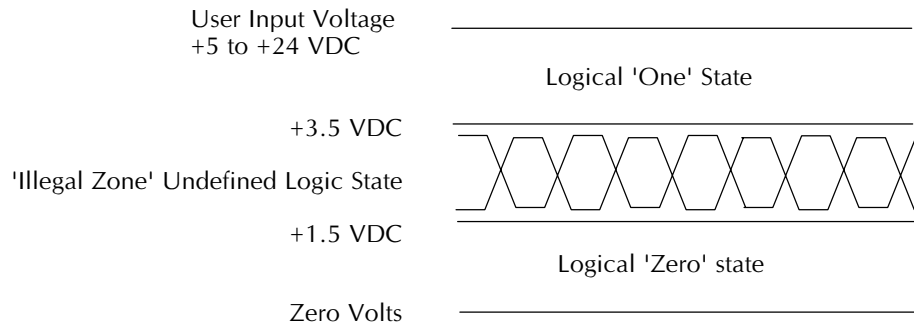 User Input Voltage
+5 to +24 VDC
Logical 'One' State
+3.5 VDC
'Illegal Zone' Undefined Logic State
+1.5 VDC
Logical 'Zero' state
Zero Volts